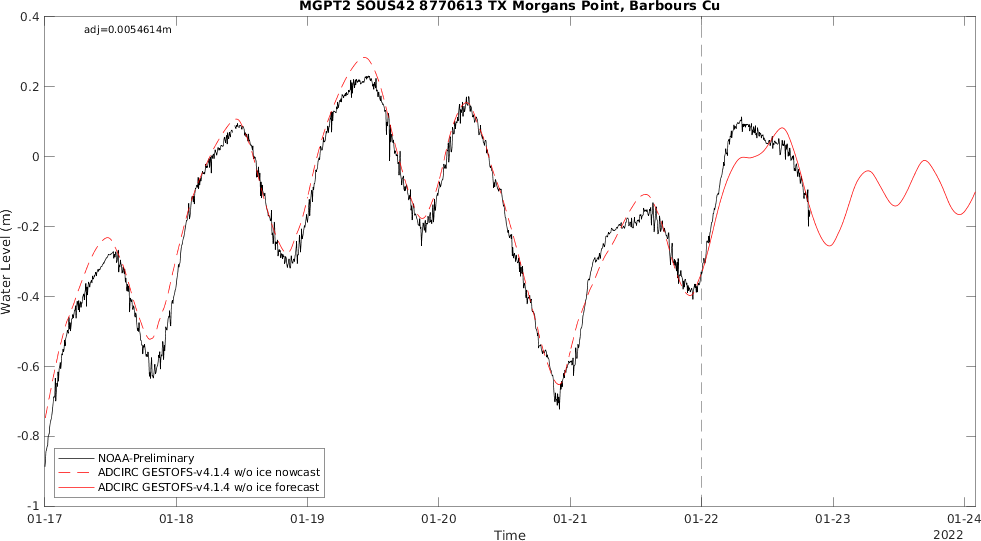 MGPT2 SOUS42 8770613 TX Morgans Point, Barbours Cu
adj=0.0054614m
0.4
0.2
0
-0.2
-0.4
-0.6
-0.8
-1
Water Level (m)
NOAA-Preliminary
ADCIRC GESTOFS-v4.1.4 w/o ice nowcast
ADCIRC GESTOFS-v4.1.4 w/o ice forecast
01-17 01-18 01-19 01-20 01-21 01-22 01-23 01-24
Time
2022